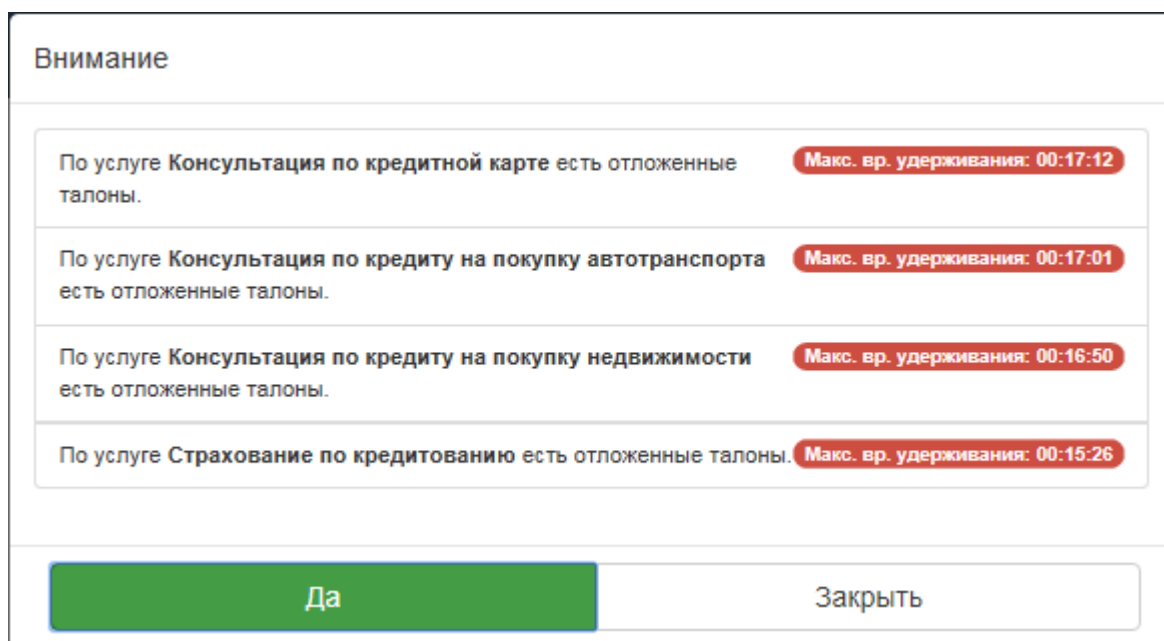 Внимание
По услуге Консультация по кредитной карте есть отложенные Макс. вр. удерживания: 00:17:12
талоны.
По услуге Консультация по кредиту на покупку автотранспорта Макс. вр. удерживания: 00:17:01
есть отложенные талоны.
По услуге Консультация по кредиту на покупку недвижимости Макс. вр. удерживания: 00:16:50
есть отложенные талоны.
По услуге Страхование по кредитованию есть отложенные талоны. Макс. вр. удерживания: 00:15:26
Да Закрыть